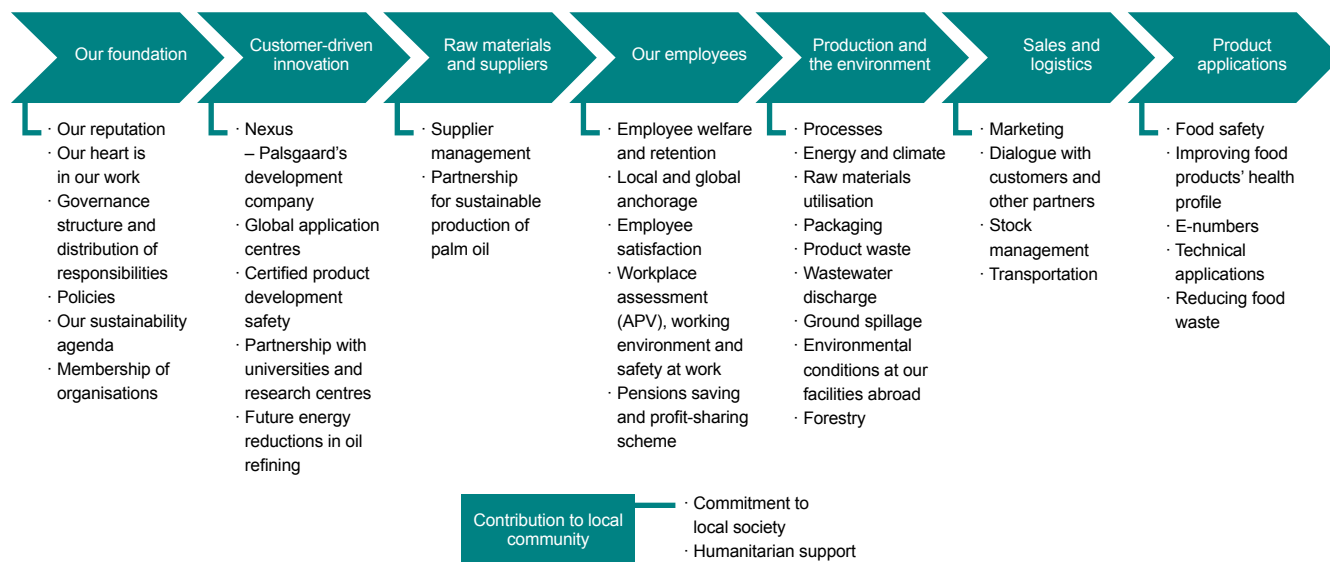 Our foundation
Customer-driven
innovation
Raw materials
and suppliers
Our employees
Production and
the environment
Sales and
logistics
Product
applications
· Our reputation
· Our heart is
in our work
· Governance
structure and
distribution of
responsibilities
· Policies
· Our sustainability
agenda
· Membership of
organisations
· Nexus
– Palsgaard’s
development
company
· Global application
centres
· Certified product
development
safety
· Partnership with
universities and
research centres
· Future energy
reductions in oil
refining
· Supplier
management
· Partnership
for sustainable
production of
palm oil
· Employee welfare
and retention
· Local and global
anchorage
· Employee
satisfaction
· Workplace
assessment
(APV), working
environment and
safety at work
· Pensions saving
and profit-sharing
scheme
· Processes
· Energy and climate
· Raw materials
utilisation
· Packaging
· Product waste
· Wastewater
discharge
· Ground spillage
· Environmental
conditions at our
facilities abroad
· Forestry
· Marketing
· Dialogue with
customers and
other partners
· Stock
management
· Transportation
· Food safety
· Improving food
products’ health
profile
· E-numbers
· Technical
applications
· Reducing food
waste
Contribution to local
community
· Commitment to
local society
· Humanitarian support